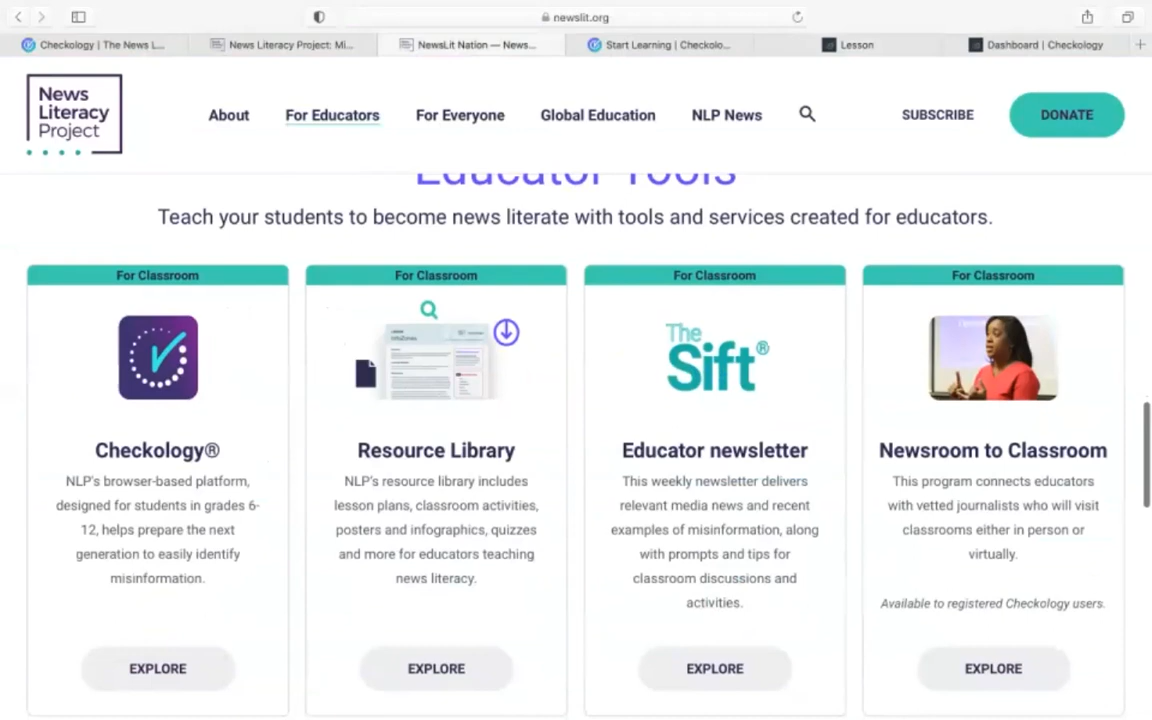 newslit.org
Checkology | The News L...
News Literacy Project: Mi...
NewsLit Nation — News...
Start Learning | Checkolo...
Lesson
Dashboard | Checkology
News
Literacy
Project
About
For Educators
For Everyone
Global Education
NLP News
SUBSCRIBE
DONATE
Educator Tools
Teach your students to become news literate with tools and services created for educators.
For Classroom
Checkology®
NLP's browser-based platform,
designed for students in grades 6-
12, helps prepare the next
generation to easily identify
misinformation.
EXPLORE
For Classroom
Resource Library
NLP's resource library includes
lesson plans, classroom activities,
posters and infographics, quizzes
and more for educators teaching
news literacy.
EXPLORE
For Classroom
The
Sift®
Educator newsletter
This weekly newsletter delivers
relevant media news and recent
examples of misinformation, along
with prompts and tips for
classroom discussions and
activities.
EXPLORE
For Classroom
Newsroom to Classroom
This program connects educators
with vetted journalists who will visit
classrooms either in person or
virtually.
Available to registered Checkology users.
EXPLORE